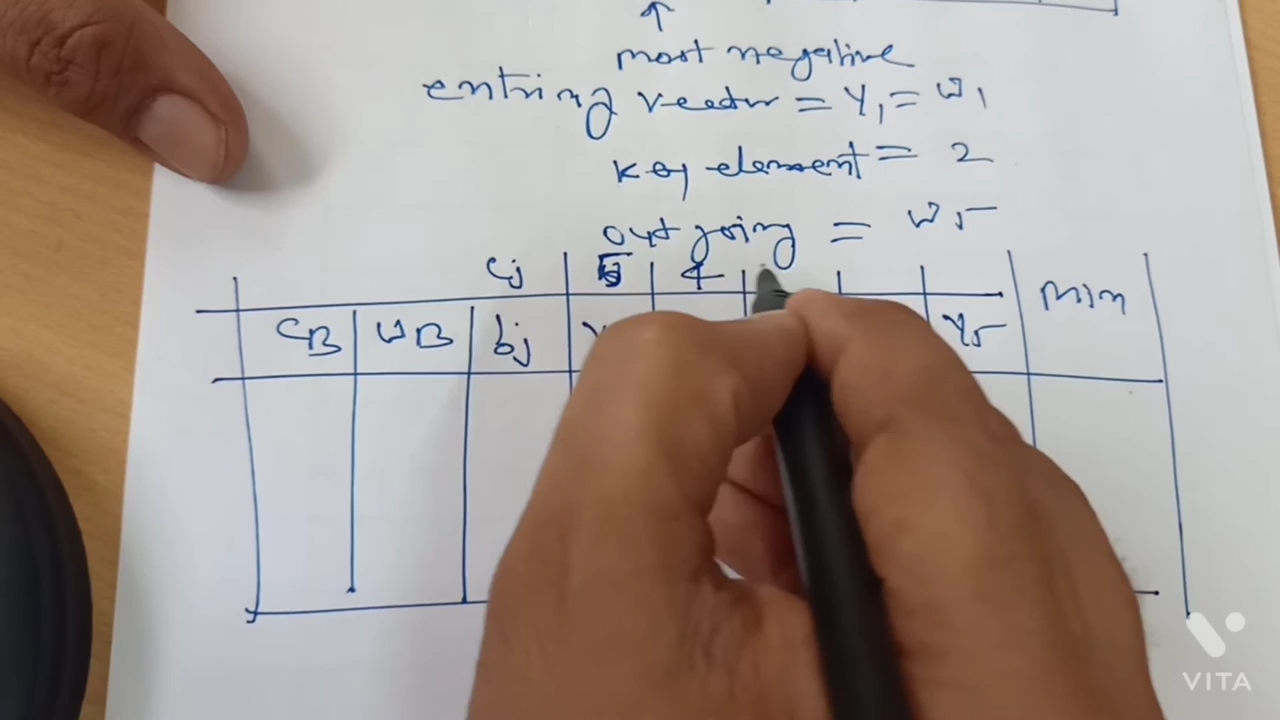 most negative
entring vector = Y₁ = W₁
key element = 2
outgoing = W5
Cj 4 Min
CB WB bj Y5
VITA